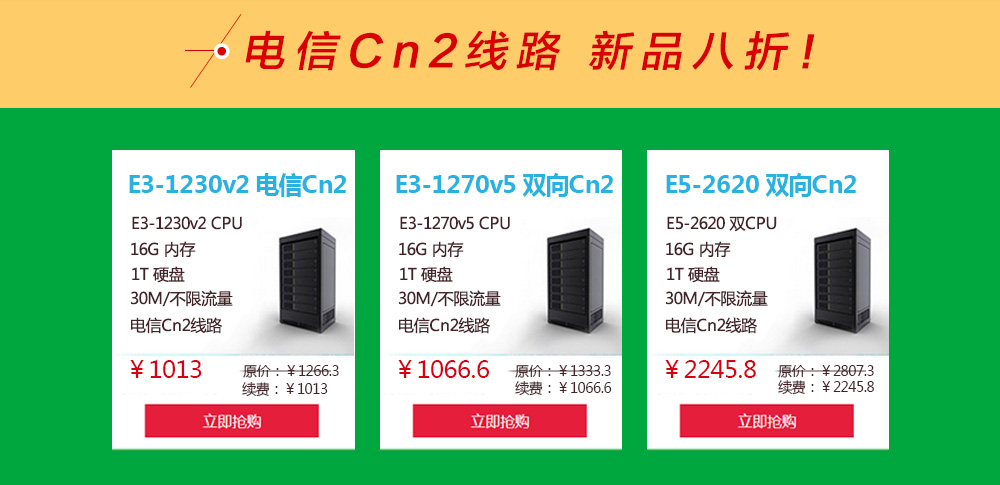 电信Cn2线路 新品八折!
E3-1230v2 电信Cn2
E3-1230v2 CPU
16G 内存
1T 硬盘
30M/不限流量
电信Cn2线路
¥1013
原价：¥1266.3
续费：¥1013
立即抢购
E3-1270v5 双向Cn2
E3-1270v5 CPU
16G 内存
1T 硬盘
30M/不限流量
电信Cn2线路
¥1066.6
原价：¥1333.3
续费：¥1066.6
立即抢购
E5-2620 双向Cn2
E5-2620 双CPU
16G 内存
1T 硬盘
30M/不限流量
电信Cn2线路
¥2245.8
原价：¥2807.3
续费：¥2245.8
立即抢购